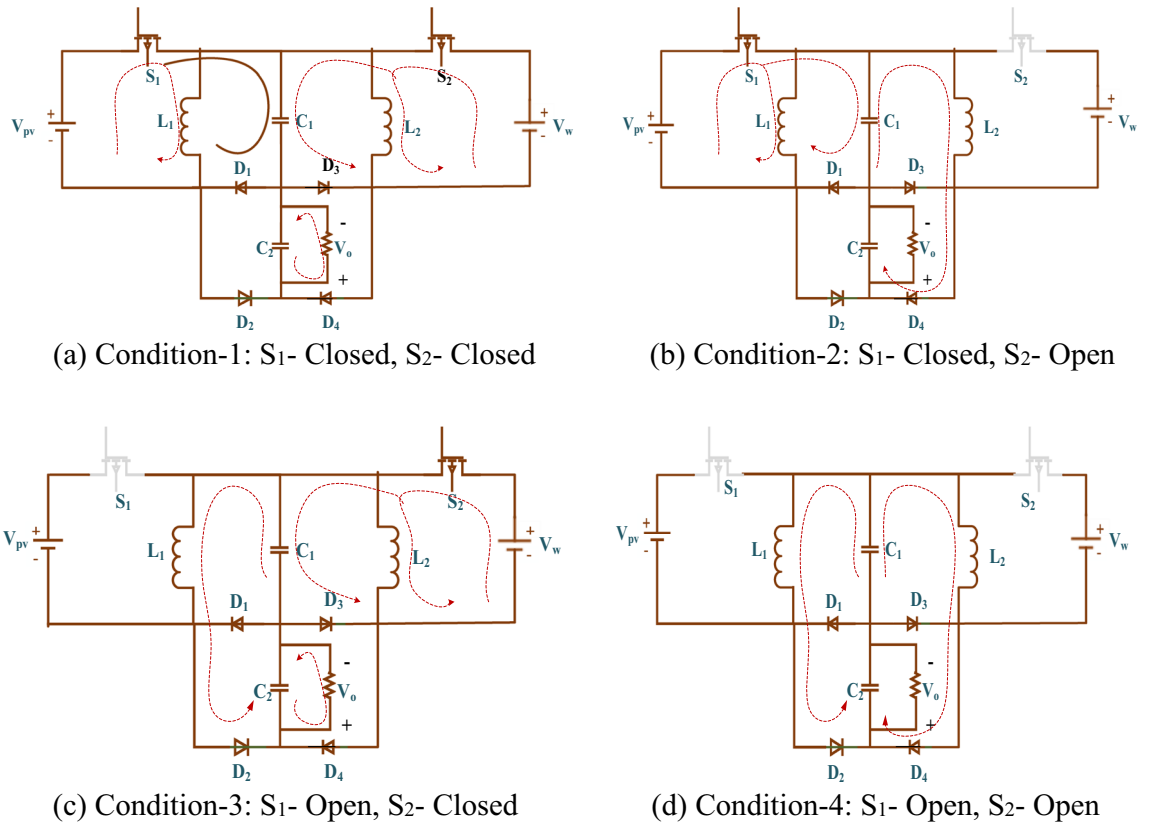 S1
S2
+
Vpv
-
L1
C1
L2
+
Vw
-
D1
D3
-
C2
Vo
+
D2
D4
(a) Condition-1: S1- Closed, S2- Closed
S1
S2
+
Vpv
-
L1
C1
L2
+
Vw
-
D1
D3
-
C2
Vo
+
D2
D4
(b) Condition-2: S1- Closed, S2- Open
S1
S2
+
Vpv
-
L1
C1
L2
+
Vw
-
D1
D3
-
C2
Vo
+
D2
D4
(c) Condition-3: S1- Open, S2- Closed
S1
S2
+
Vpv
-
L1
C1
L2
+
Vw
-
D1
D3
-
C2
Vo
+
D2
D4
(d) Condition-4: S1- Open, S2- Open